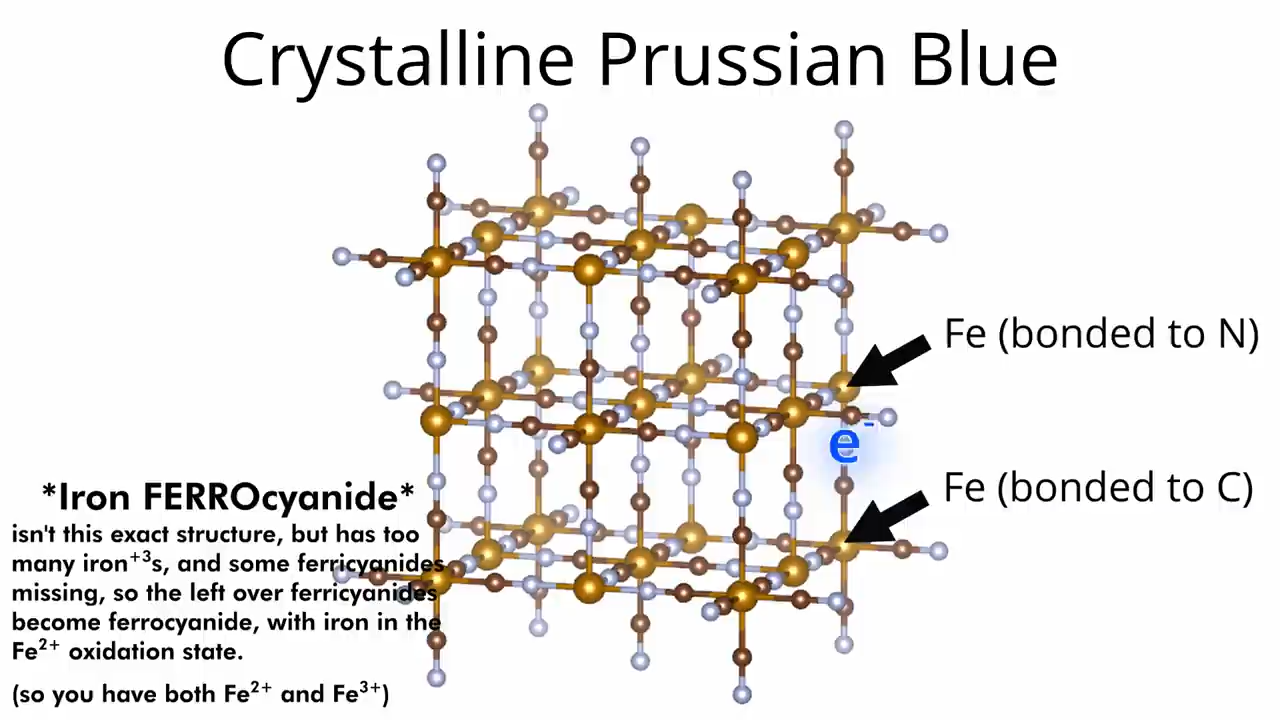 Crystalline Prussian Blue
Fe (bonded to N)
e⁻
Fe (bonded to C)
*Iron FERROcyanide*
isn't this exact structure, but has too
many iron⁺³s, and some ferricyanides
missing, so the left over ferricyanides
become ferrocyanide, with iron in the
Fe²⁺ oxidation state.
(so you have both Fe²⁺ and Fe³⁺)